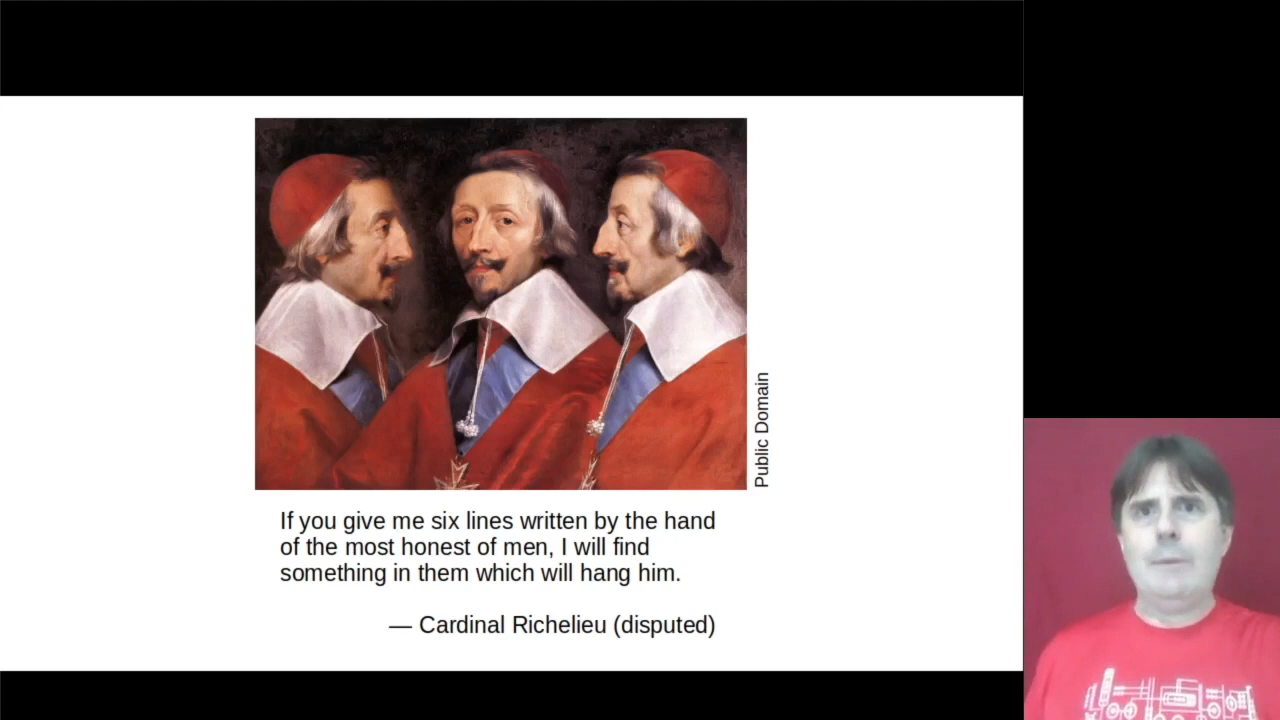 Public Domain
If you give me six lines written by the hand
of the most honest of men, I will find
something in them which will hang him.
— Cardinal Richelieu (disputed)